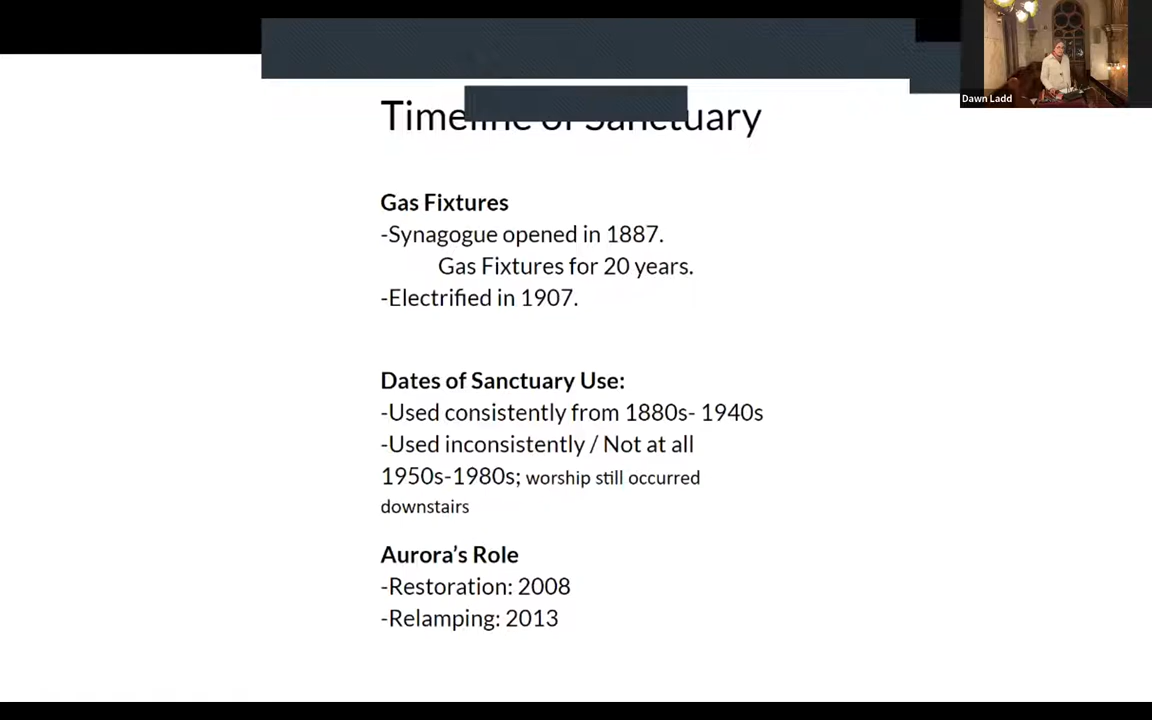 Dawn Ladd
Timeline of Sanctuary
Gas Fixtures
-Synagogue opened in 1887.
Gas Fixtures for 20 years.
-Electrified in 1907.
Dates of Sanctuary Use:
-Used consistently from 1880s- 1940s
-Used inconsistently / Not at all
1950s-1980s; worship still occurred
downstairs
Aurora’s Role
-Restoration: 2008
-Relamping: 2013